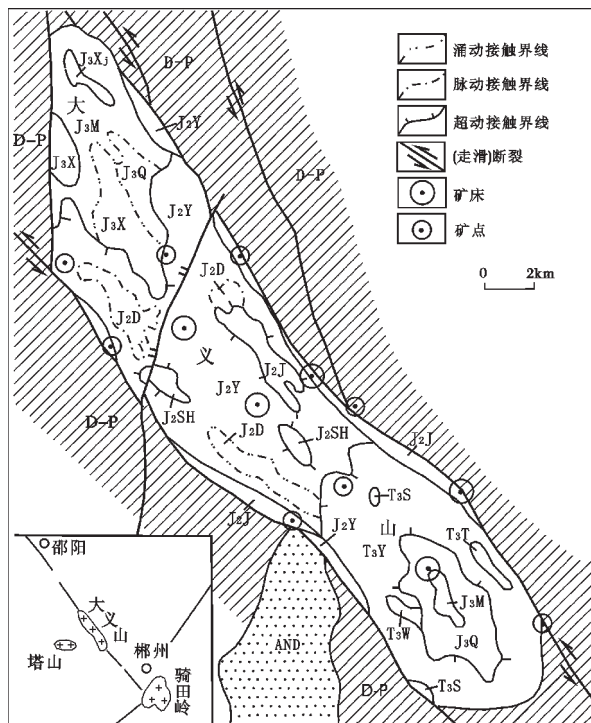 J₃Xⱼ
大
J₃M
D-P
J₂Y
D-P
J₃X
J₃Q
J₂Y
D-P
J₃X
J₂D
J₂D
义
J₂J
J₂Y
J₂SH
D-P
J₂D
J₂SH
J₂J
J₂J
T₃S
J₂Y
山
T₃Y
T₃T
J₃M
T₃W
J₃Q
AND
D-P
T₃S
涌动接触界线
脉动接触界线
超动接触界线
(走滑)断裂
矿床
矿点
0 2km
邵阳
大义山
塔山
郴州
骑田岭